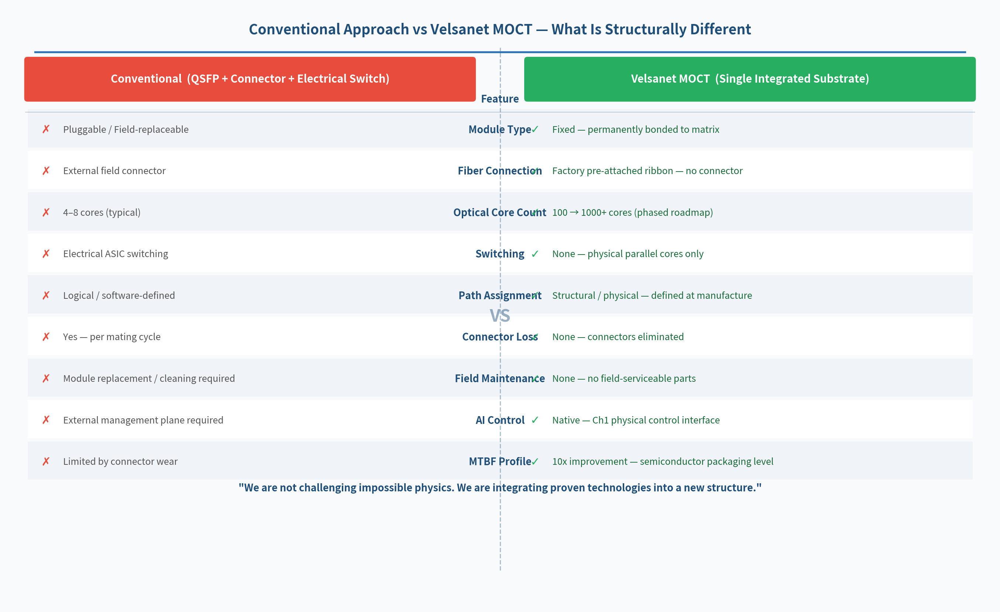 Conventional Approach vs Velsanet MOCT — What Is Structurally Different
Conventional (QSFP + Connector + Electrical Switch)
Velsanet MOCT (Single Integrated Substrate)
Feature
✗ Pluggable / Field-replaceable Module Type ✓ Fixed — permanently bonded to matrix
✗ External field connector Fiber Connection ✓ Factory pre-attached ribbon — no connector
✗ 4–8 cores (typical) Optical Core Count ✓ 100 → 1000+ cores (phased roadmap)
✗ Electrical ASIC switching Switching ✓ None — physical parallel cores only
✗ Logical / software-defined Path Assignment ✓ Structural / physical — defined at manufacture
VS
✗ Yes — per mating cycle Connector Loss ✓ None — connectors eliminated
✗ Module replacement / cleaning required Field Maintenance ✓ None — no field-serviceable parts
✗ External management plane required AI Control ✓ Native — Ch1 physical control interface
✗ Limited by connector wear MTBF Profile ✓ 10x improvement — semiconductor packaging level
"We are not challenging impossible physics. We are integrating proven technologies into a new structure."